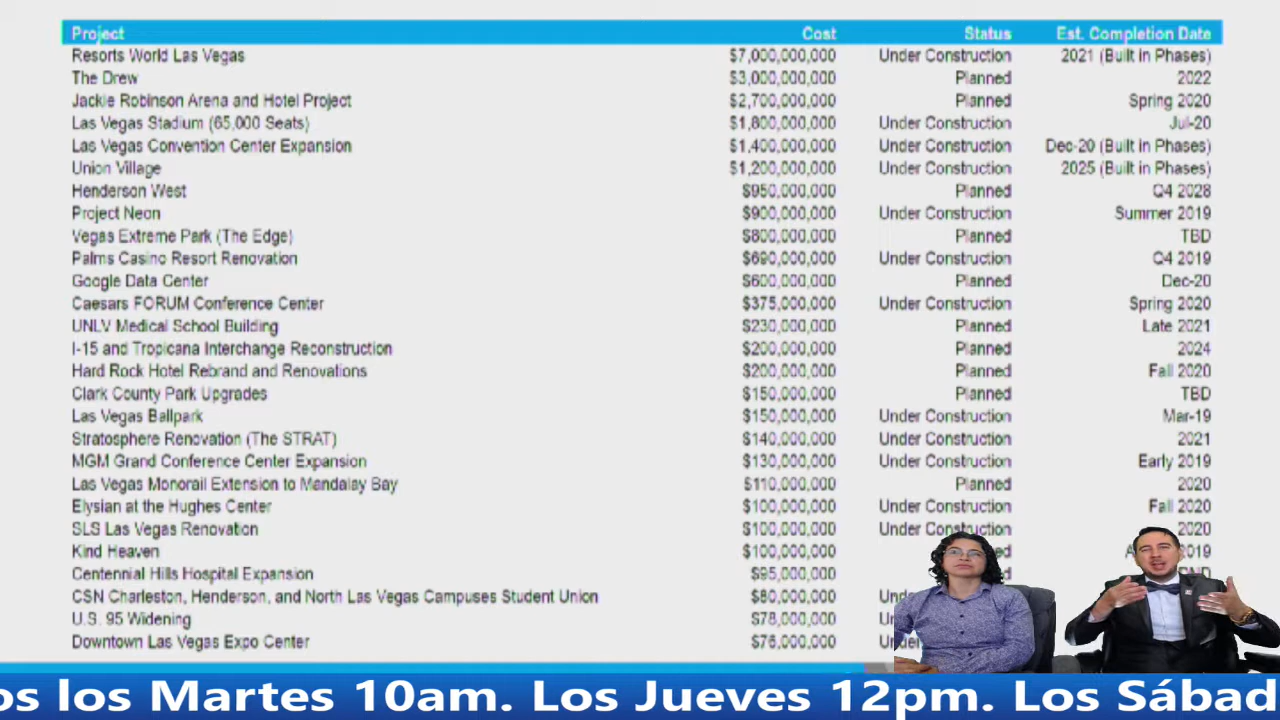 Project Cost Status Est. Completion Date
Resorts World Las Vegas $7,000,000,000 Under Construction 2021 (Built in Phases)
The Drew $3,000,000,000 Planned 2022
Jackie Robinson Arena and Hotel Project $2,700,000,000 Planned Spring 2020
Las Vegas Stadium (65,000 Seats) $1,800,000,000 Under Construction Jul-20
Las Vegas Convention Center Expansion $1,400,000,000 Under Construction Dec-20 (Built in Phases)
Union Village $1,200,000,000 Under Construction 2025 (Built in Phases)
Henderson West $950,000,000 Planned Q4 2028
Project Neon $900,000,000 Under Construction Summer 2019
Vegas Extreme Park (The Edge) $800,000,000 Planned TBD
Palms Casino Resort Renovation $690,000,000 Under Construction Q4 2019
Google Data Center $600,000,000 Planned Dec-20
Caesars FORUM Conference Center $375,000,000 Under Construction Spring 2020
UNLV Medical School Building $230,000,000 Planned Late 2021
I-15 and Tropicana Interchange Reconstruction $200,000,000 Planned 2024
Hard Rock Hotel Rebrand and Renovations $200,000,000 Planned Fall 2020
Clark County Park Upgrades $150,000,000 Planned TBD
Las Vegas Ballpark $150,000,000 Under Construction Mar-19
Stratosphere Renovation (The STRAT) $140,000,000 Under Construction 2021
MGM Grand Conference Center Expansion $130,000,000 Under Construction Early 2019
Las Vegas Monorail Extension to Mandalay Bay $110,000,000 Planned 2020
Elysian at the Hughes Center $100,000,000 Under Construction Fall 2020
SLS Las Vegas Renovation $100,000,000 Under Construction 2020
Kind Heaven $100,000,000 2019
Centennial Hills Hospital Expansion $95,000,000
CSN Charleston, Henderson, and North Las Vegas Campuses Student Union $80,000,000
U.S. 95 Widening $78,000,000
Downtown Las Vegas Expo Center $76,000,000
os los Martes 10am. Los Jueves 12pm. Los Sábad